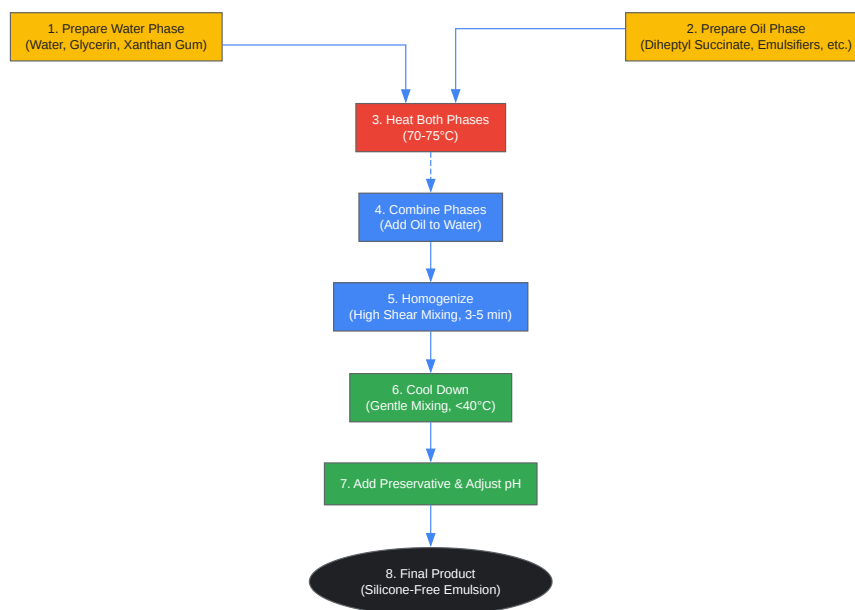 1. Prepare Water Phase
(Water, Glycerin, Xanthan Gum)
2. Prepare Oil Phase
(Diheptyl Succinate, Emulsifiers, etc.)
3. Heat Both Phases
(70-75°C)
4. Combine Phases
(Add Oil to Water)
5. Homogenize
(High Shear Mixing, 3-5 min)
6. Cool Down
(Gentle Mixing, <40°C)
7. Add Preservative & Adjust pH
8. Final Product
(Silicone-Free Emulsion)